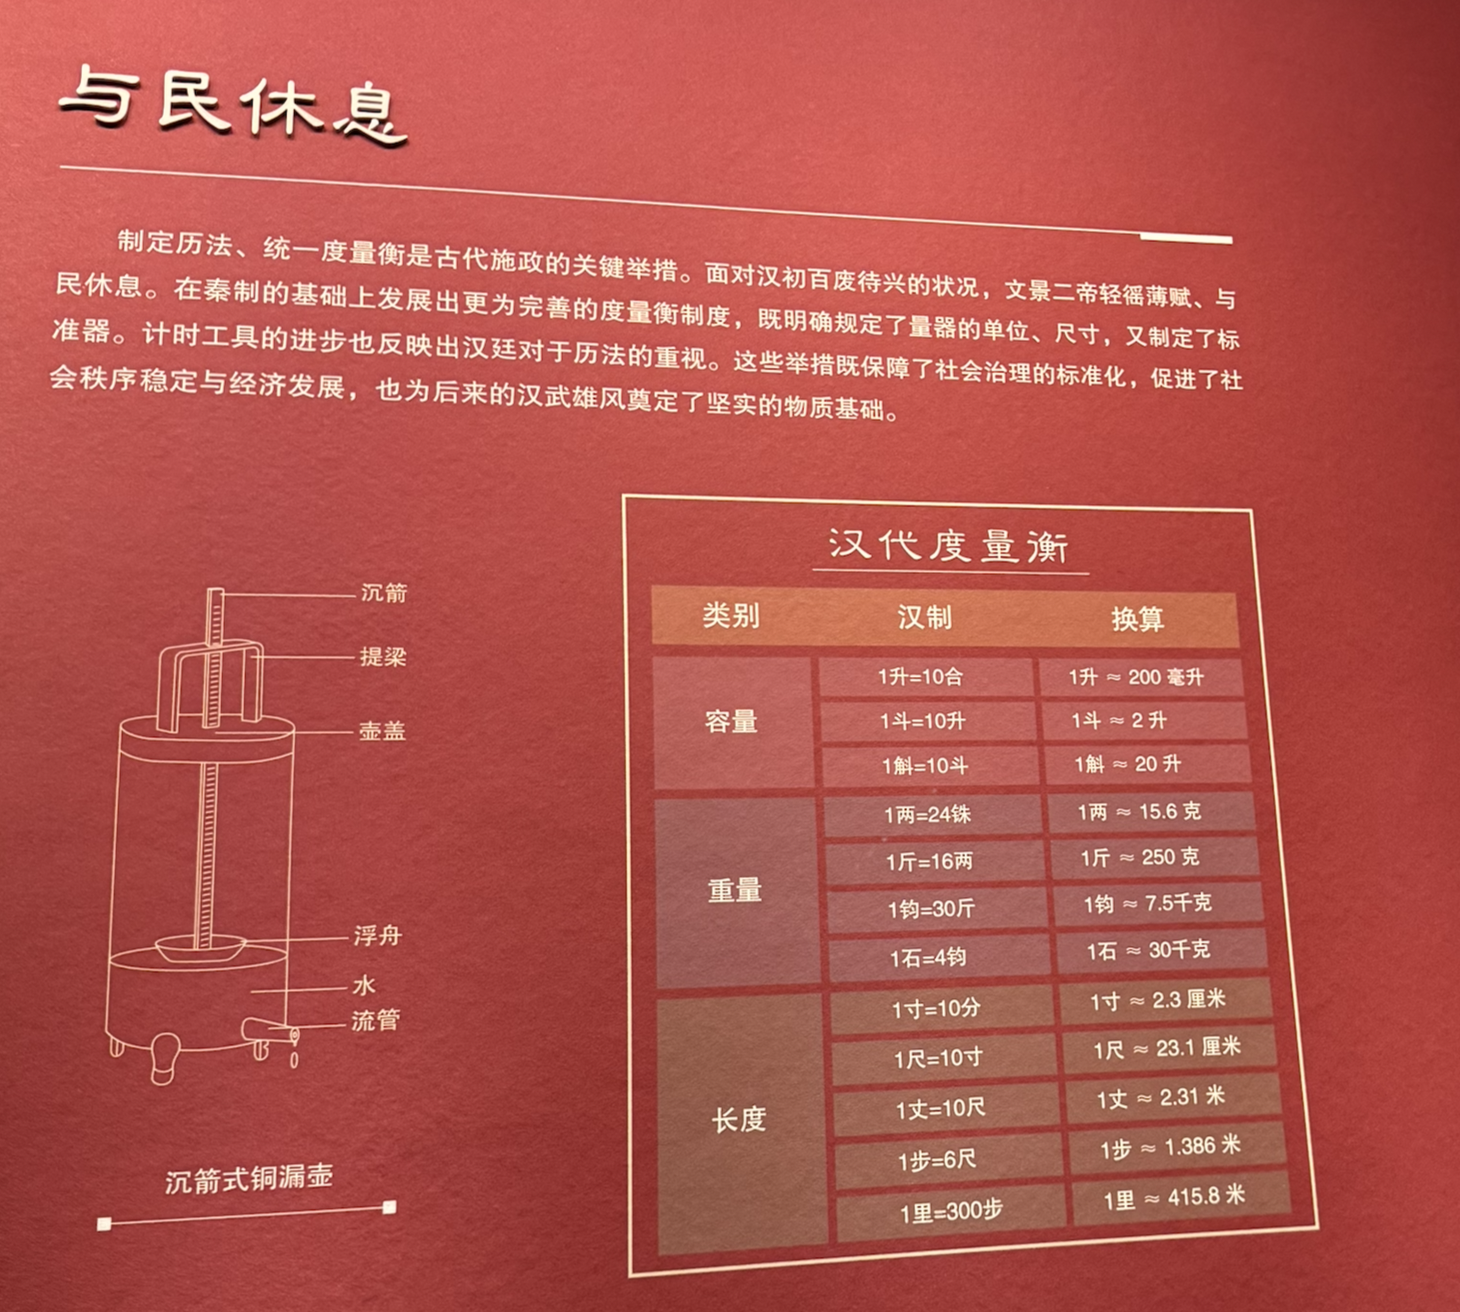 与民休息
制定历法、统一度量衡是古代施政的关键举措。面对汉初百废待兴的状况，文景二帝轻徭薄赋、与
民休息。在秦制的基础上发展出更为完善的度量衡制度，既明确规定了量器的单位、尺寸，又制定了标
准器。计时工具的进步也反映出汉廷对于历法的重视。这些举措既保障了社会治理的标准化，促进了社
会秩序稳定与经济发展，也为后来的汉武雄风奠定了坚实的物质基础。
沉箭
提梁
壶盖
浮舟
水
流管
沉箭式铜漏壶
汉代度量衡
类别 汉制 换算
容量
1升=10合 1升 ≈ 200 毫升
1斗=10升 1斗 ≈ 2 升
1斛=10斗 1斛 ≈ 20 升
重量
1两=24铢 1两 ≈ 15.6 克
1斤=16两 1斤 ≈ 250 克
1钧=30斤 1钧 ≈ 7.5千克
1石=4钧 1石 ≈ 30千克
长度
1寸=10分 1寸 ≈ 2.3 厘米
1尺=10寸 1尺 ≈ 23.1 厘米
1丈=10尺 1丈 ≈ 2.31 米
1步=6尺 1步 ≈ 1.386 米
1里=300步 1里 ≈ 415.8 米